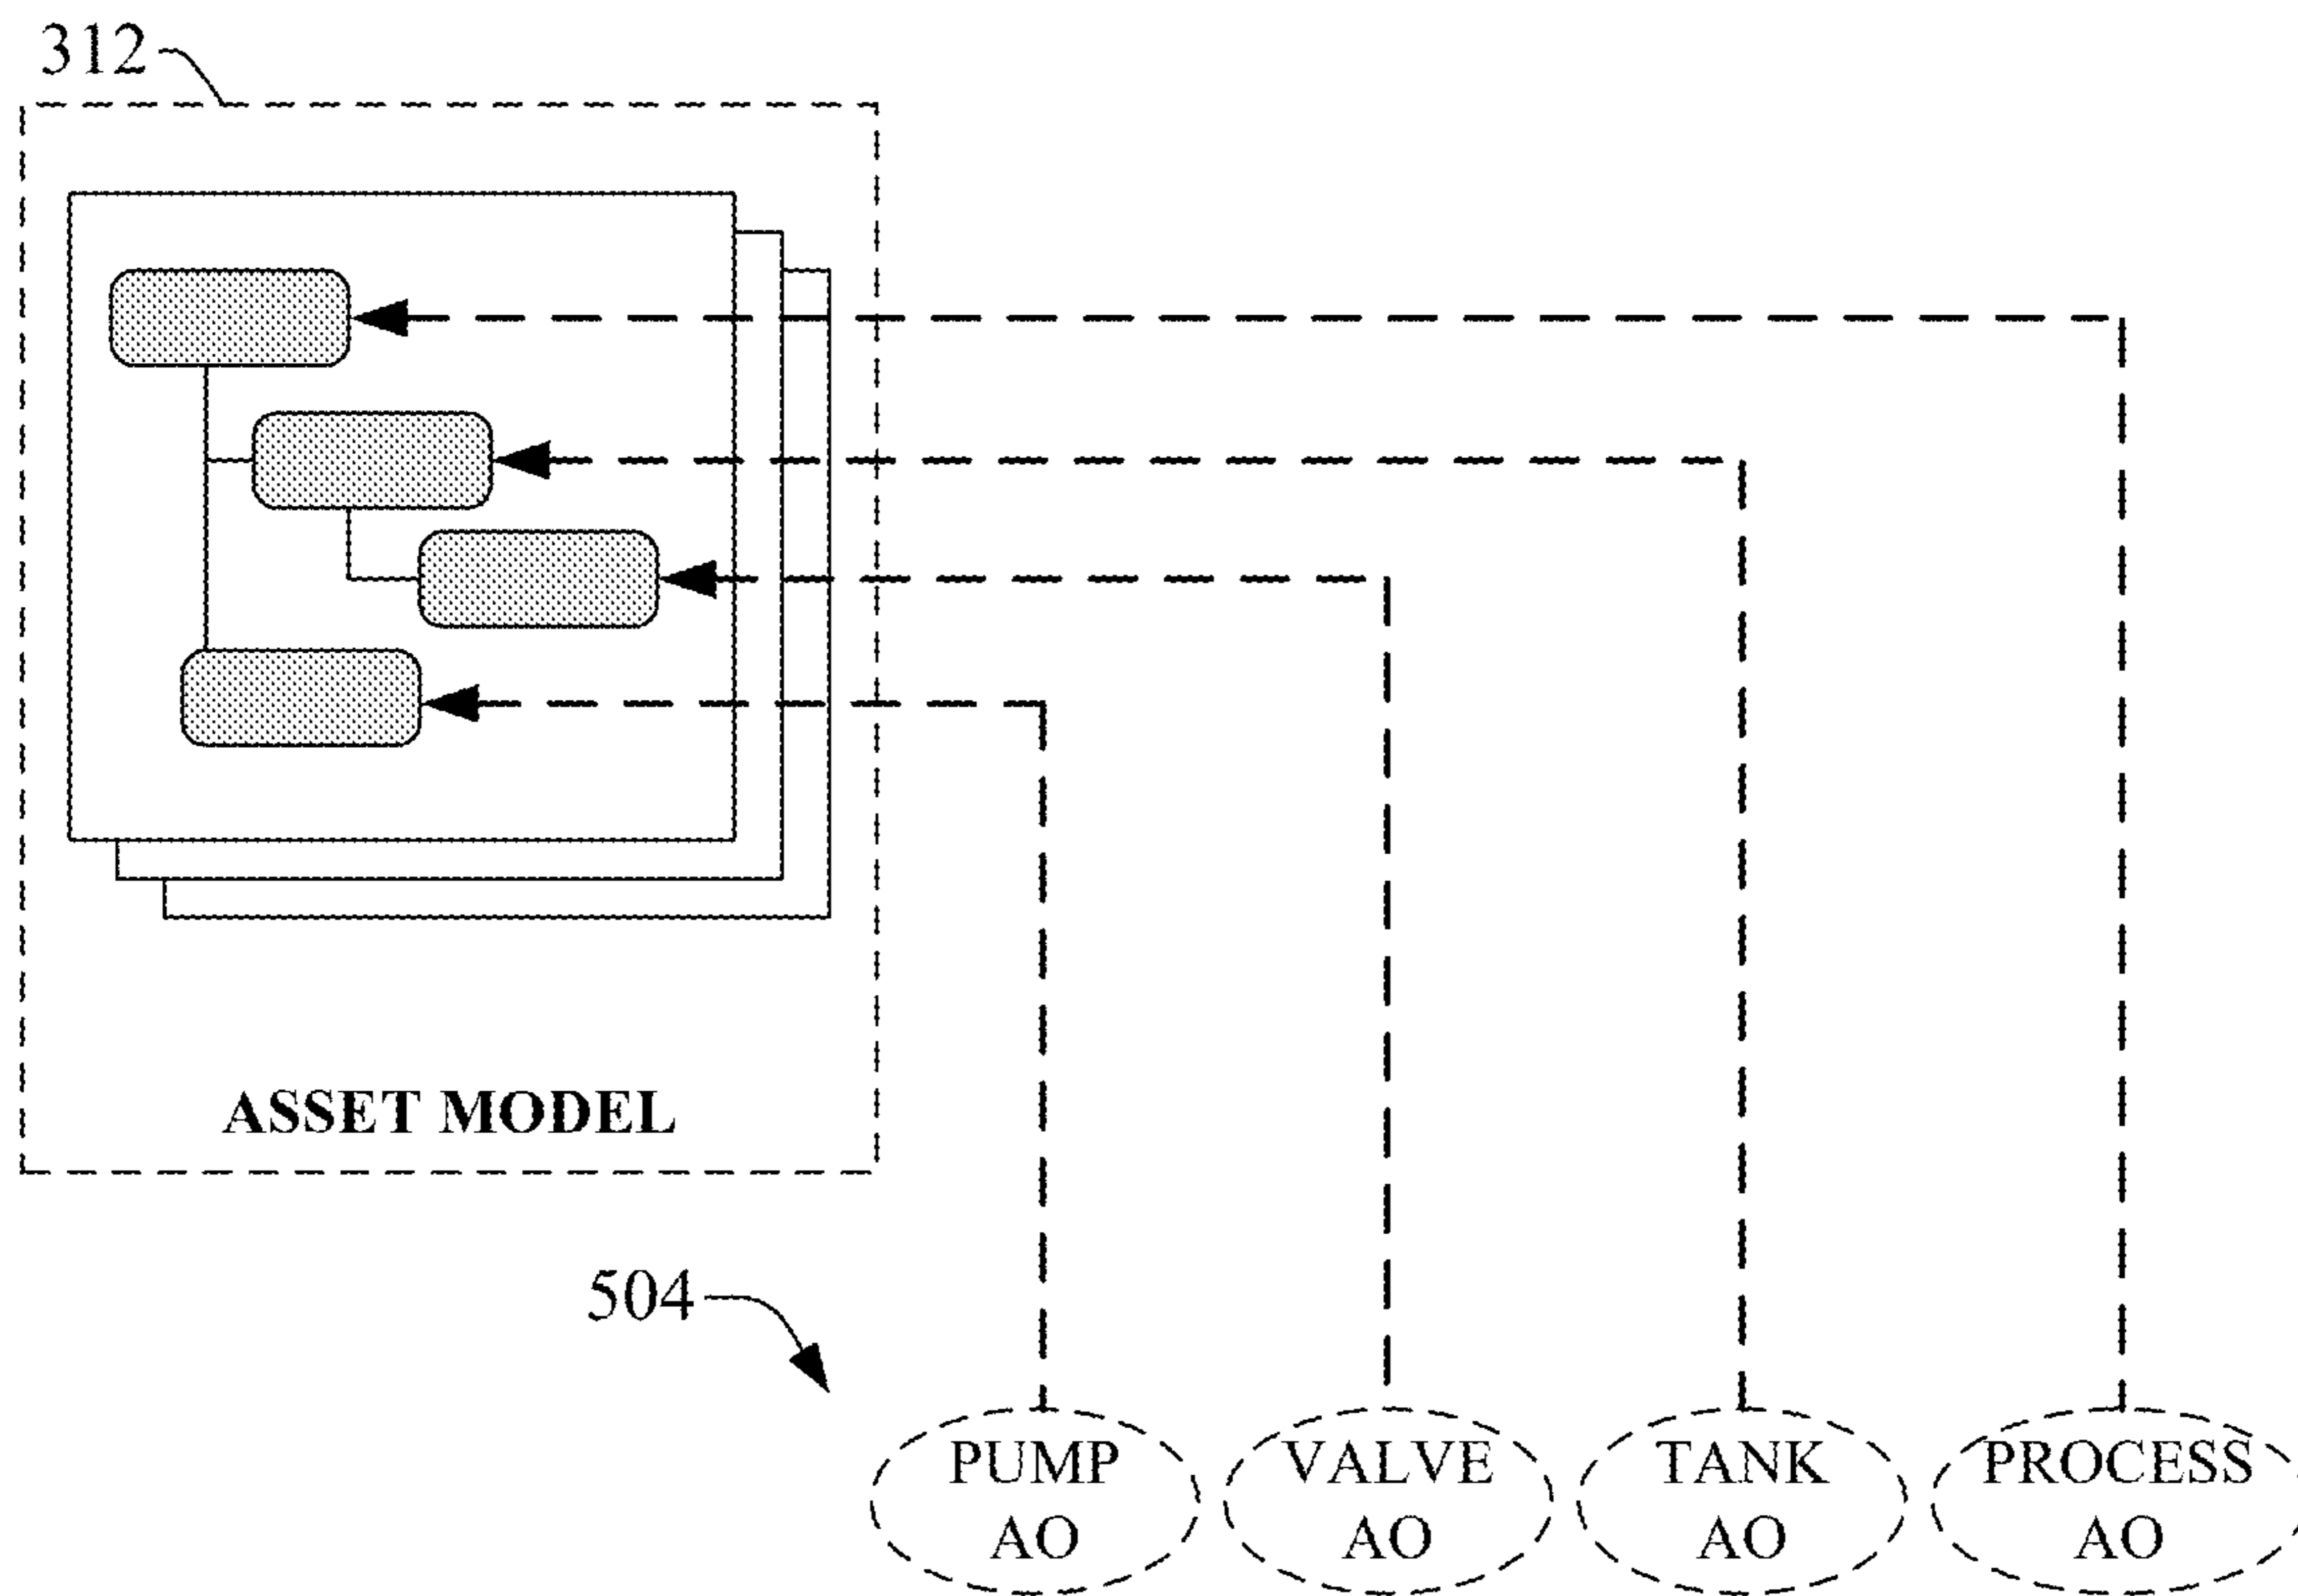 312
ASSET MODEL
504
PUMP
AO
VALVE
AO
TANK
AO
PROCESS
AO